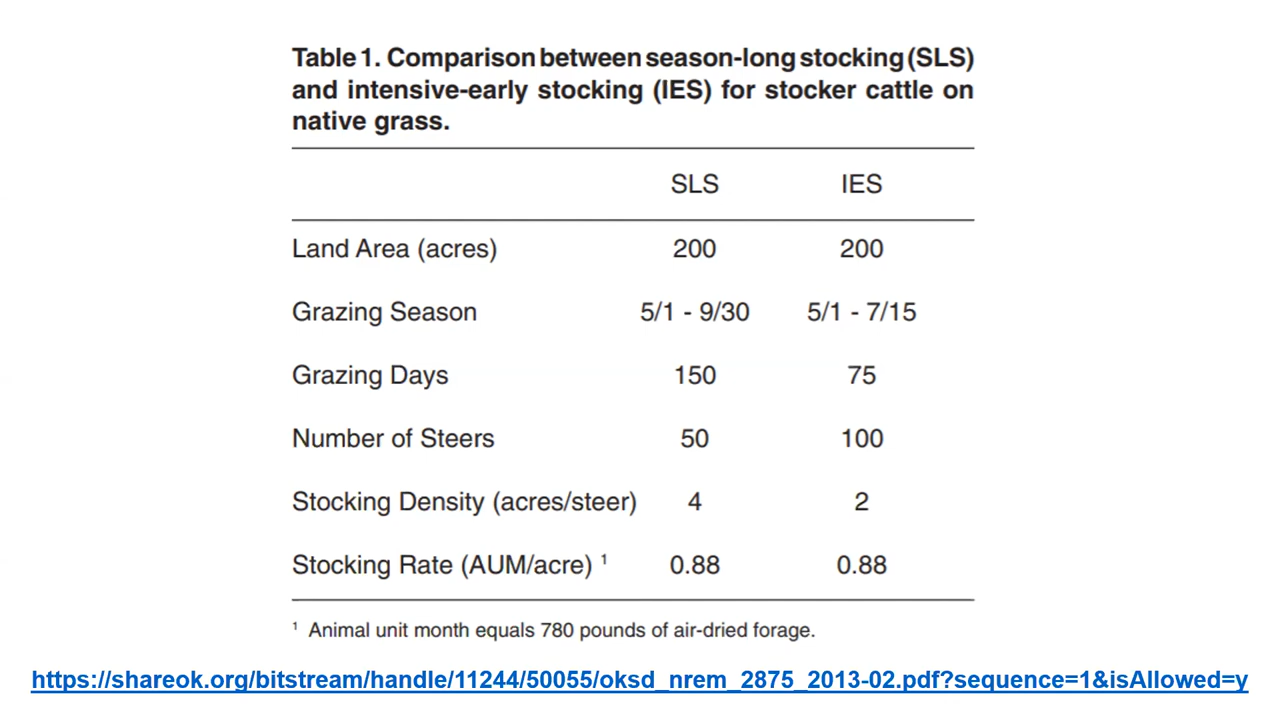 Table 1. Comparison between season-long stocking (SLS)
and intensive-early stocking (IES) for stocker cattle on
native grass.
SLS IES
Land Area (acres) 200 200
Grazing Season 5/1 - 9/30 5/1 - 7/15
Grazing Days 150 75
Number of Steers 50 100
Stocking Density (acres/steer) 4 2
Stocking Rate (AUM/acre) ¹ 0.88 0.88
¹ Animal unit month equals 780 pounds of air-dried forage.
https://shareok.org/bitstream/handle/11244/50055/oksd_nrem_2875_2013-02.pdf?sequence=1&isAllowed=y